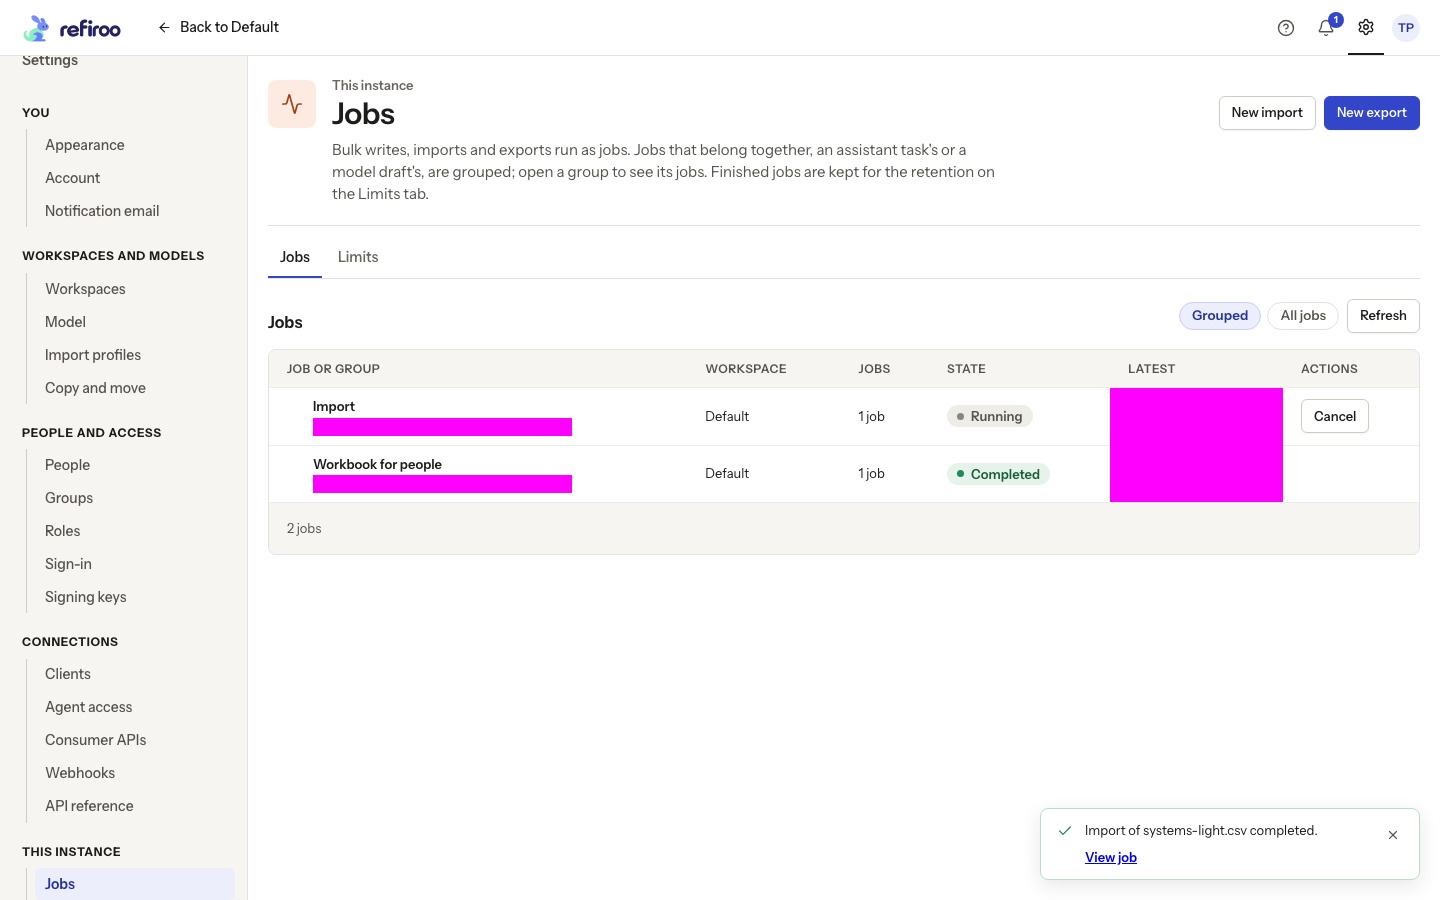 refiroo
Back to Default
1
TP
Settings
YOU
Appearance
Account
Notification email
WORKSPACES AND MODELS
Workspaces
Model
Import profiles
Copy and move
PEOPLE AND ACCESS
People
Groups
Roles
Sign-in
Signing keys
CONNECTIONS
Clients
Agent access
Consumer APIs
Webhooks
API reference
THIS INSTANCE
Jobs
This instance
Jobs
Bulk writes, imports and exports run as jobs. Jobs that belong together, an assistant task's or a
model draft's, are grouped; open a group to see its jobs. Finished jobs are kept for the retention on
the Limits tab.
New import
New export
Jobs
Limits
Jobs
Grouped
All jobs
Refresh
JOB OR GROUP WORKSPACE JOBS STATE LATEST ACTIONS
Import
Default 1 job Running Cancel
Workbook for people
Default 1 job Completed
2 jobs
Import of systems-light.csv completed.
View job